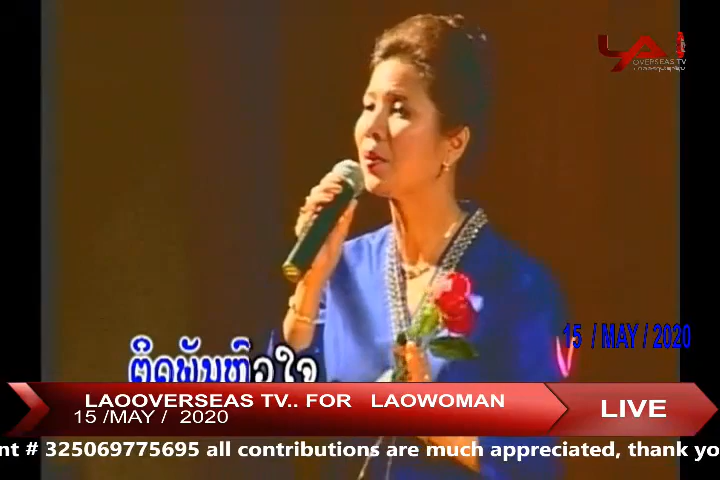 LA
OVERSEAS TV
15 / MAY / 2020
ຕິດພັນຫົວໃຈ
LAOOVERSEAS TV.. FOR LAOWOMAN
15 /MAY / 2020
LIVE
nt # 325069775695 all contributions are much appreciated, thank yo